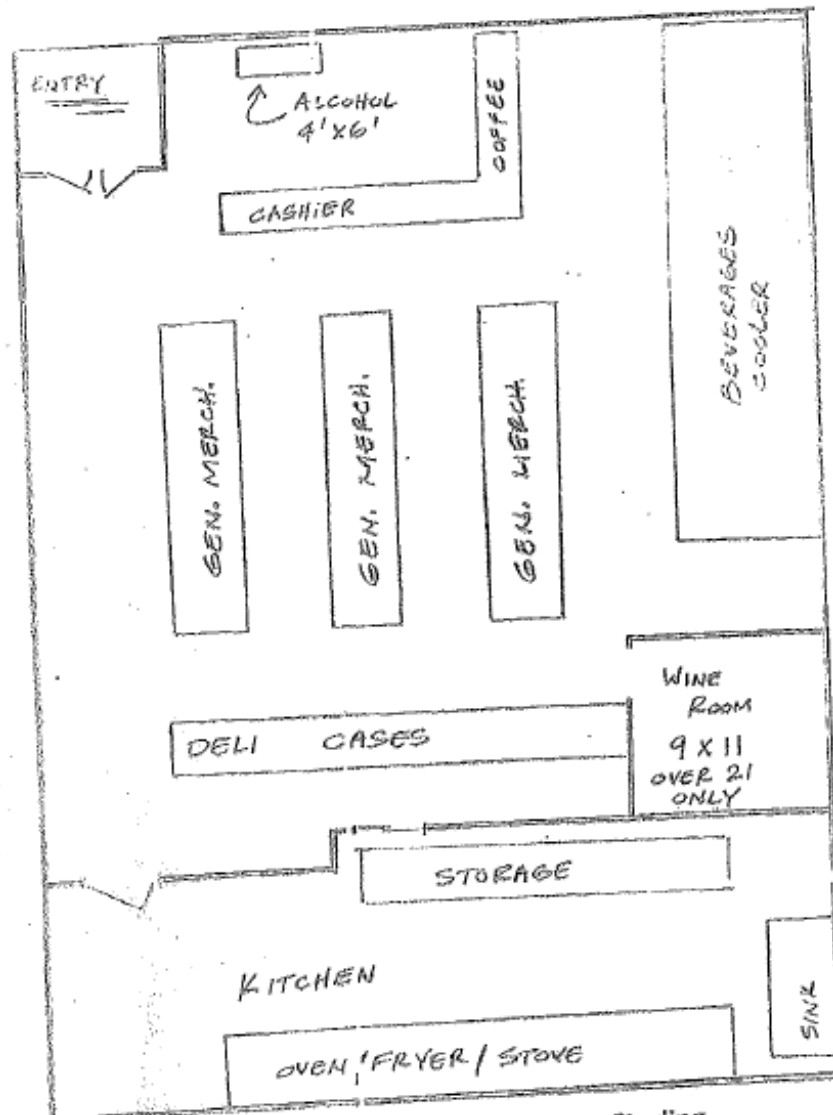 ENTRY
ALCOHOL
4'X6'
COFFEE
CASHIER
BEVERAGES
COOLER
GEN. MERCH.
GEN. MERCH.
GEN. MERCH
WINE
ROOM
9 X 11
OVER 21
ONLY
DELI CASES
STORAGE
KITCHEN
SINK
OVEN / FRYER / STOVE